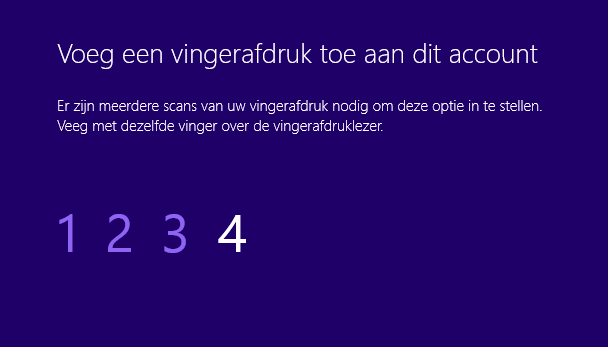 Voeg een vingerafdruk toe aan dit account
Er zijn meerdere scans van uw vingerafdruk nodig om deze optie in te stellen.
Veeg met dezelfde vinger over de vingerafdruklezer.
1 2 3 4